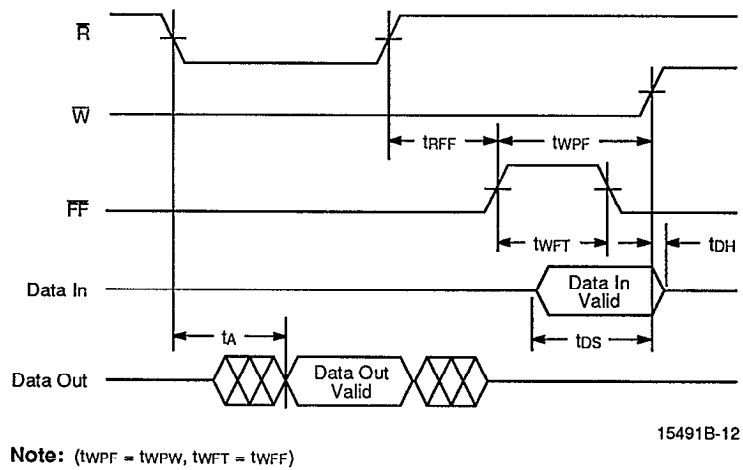 R̅
W̅
tRFF
tWPF
F̅F̅
tWFT
tDH
Data In
Data In
Valid
tA
tDS
Data Out
Data Out
Valid
15491B-12
Note: (tWPF = tWPW, tWFT = tWFF)